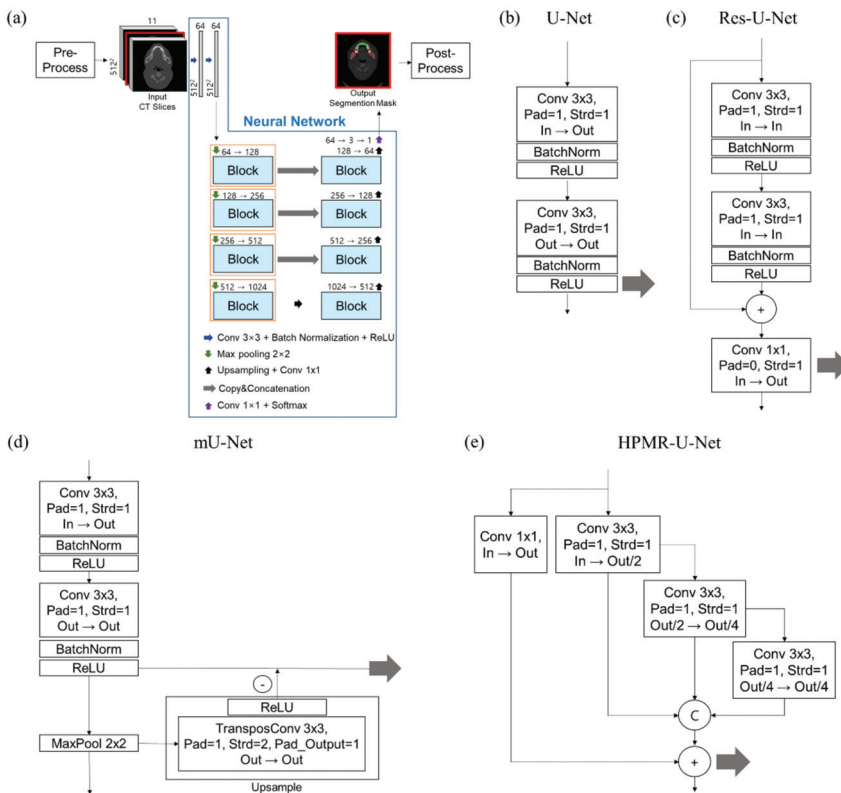 (a)
11
64 64
Pre-
Process
512²
Input
CT Slices
512²
512²
Output
Segmention Mask
Post-
Process
Neural Network
64 → 3 → 1
64 → 128
128 → 64
Block
Block
128 → 256
256 → 128
Block
Block
256 → 512
512 → 256
Block
Block
512 → 1024
1024 → 512
Block
Block
Conv 3×3 + Batch Normalization + ReLU
Max pooling 2×2
Upsampling + Conv 1x1
Copy&Concatenation
Conv 1×1 + Softmax
(b)
U-Net
Conv 3x3,
Pad=1, Strd=1
In → Out
BatchNorm
ReLU
Conv 3x3,
Pad=1, Strd=1
Out → Out
BatchNorm
ReLU
(c)
Res-U-Net
Conv 3x3,
Pad=1, Strd=1
In → In
BatchNorm
ReLU
Conv 3x3,
Pad=1, Strd=1
In → In
BatchNorm
ReLU
+
Conv 1x1,
Pad=0, Strd=1
In → Out
(d)
mU-Net
Conv 3x3,
Pad=1, Strd=1
In → Out
BatchNorm
ReLU
Conv 3x3,
Pad=1, Strd=1
Out → Out
BatchNorm
ReLU
-
ReLU
MaxPool 2x2
TransposConv 3x3,
Pad=1, Strd=2, Pad_Output=1
Out → Out
Upsample
(e)
HPMR-U-Net
Conv 1x1,
In → Out
Conv 3x3,
Pad=1, Strd=1
In → Out/2
Conv 3x3,
Pad=1, Strd=1
Out/2 → Out/4
Conv 3x3,
Pad=1, Strd=1
Out/4 → Out/4
C
+